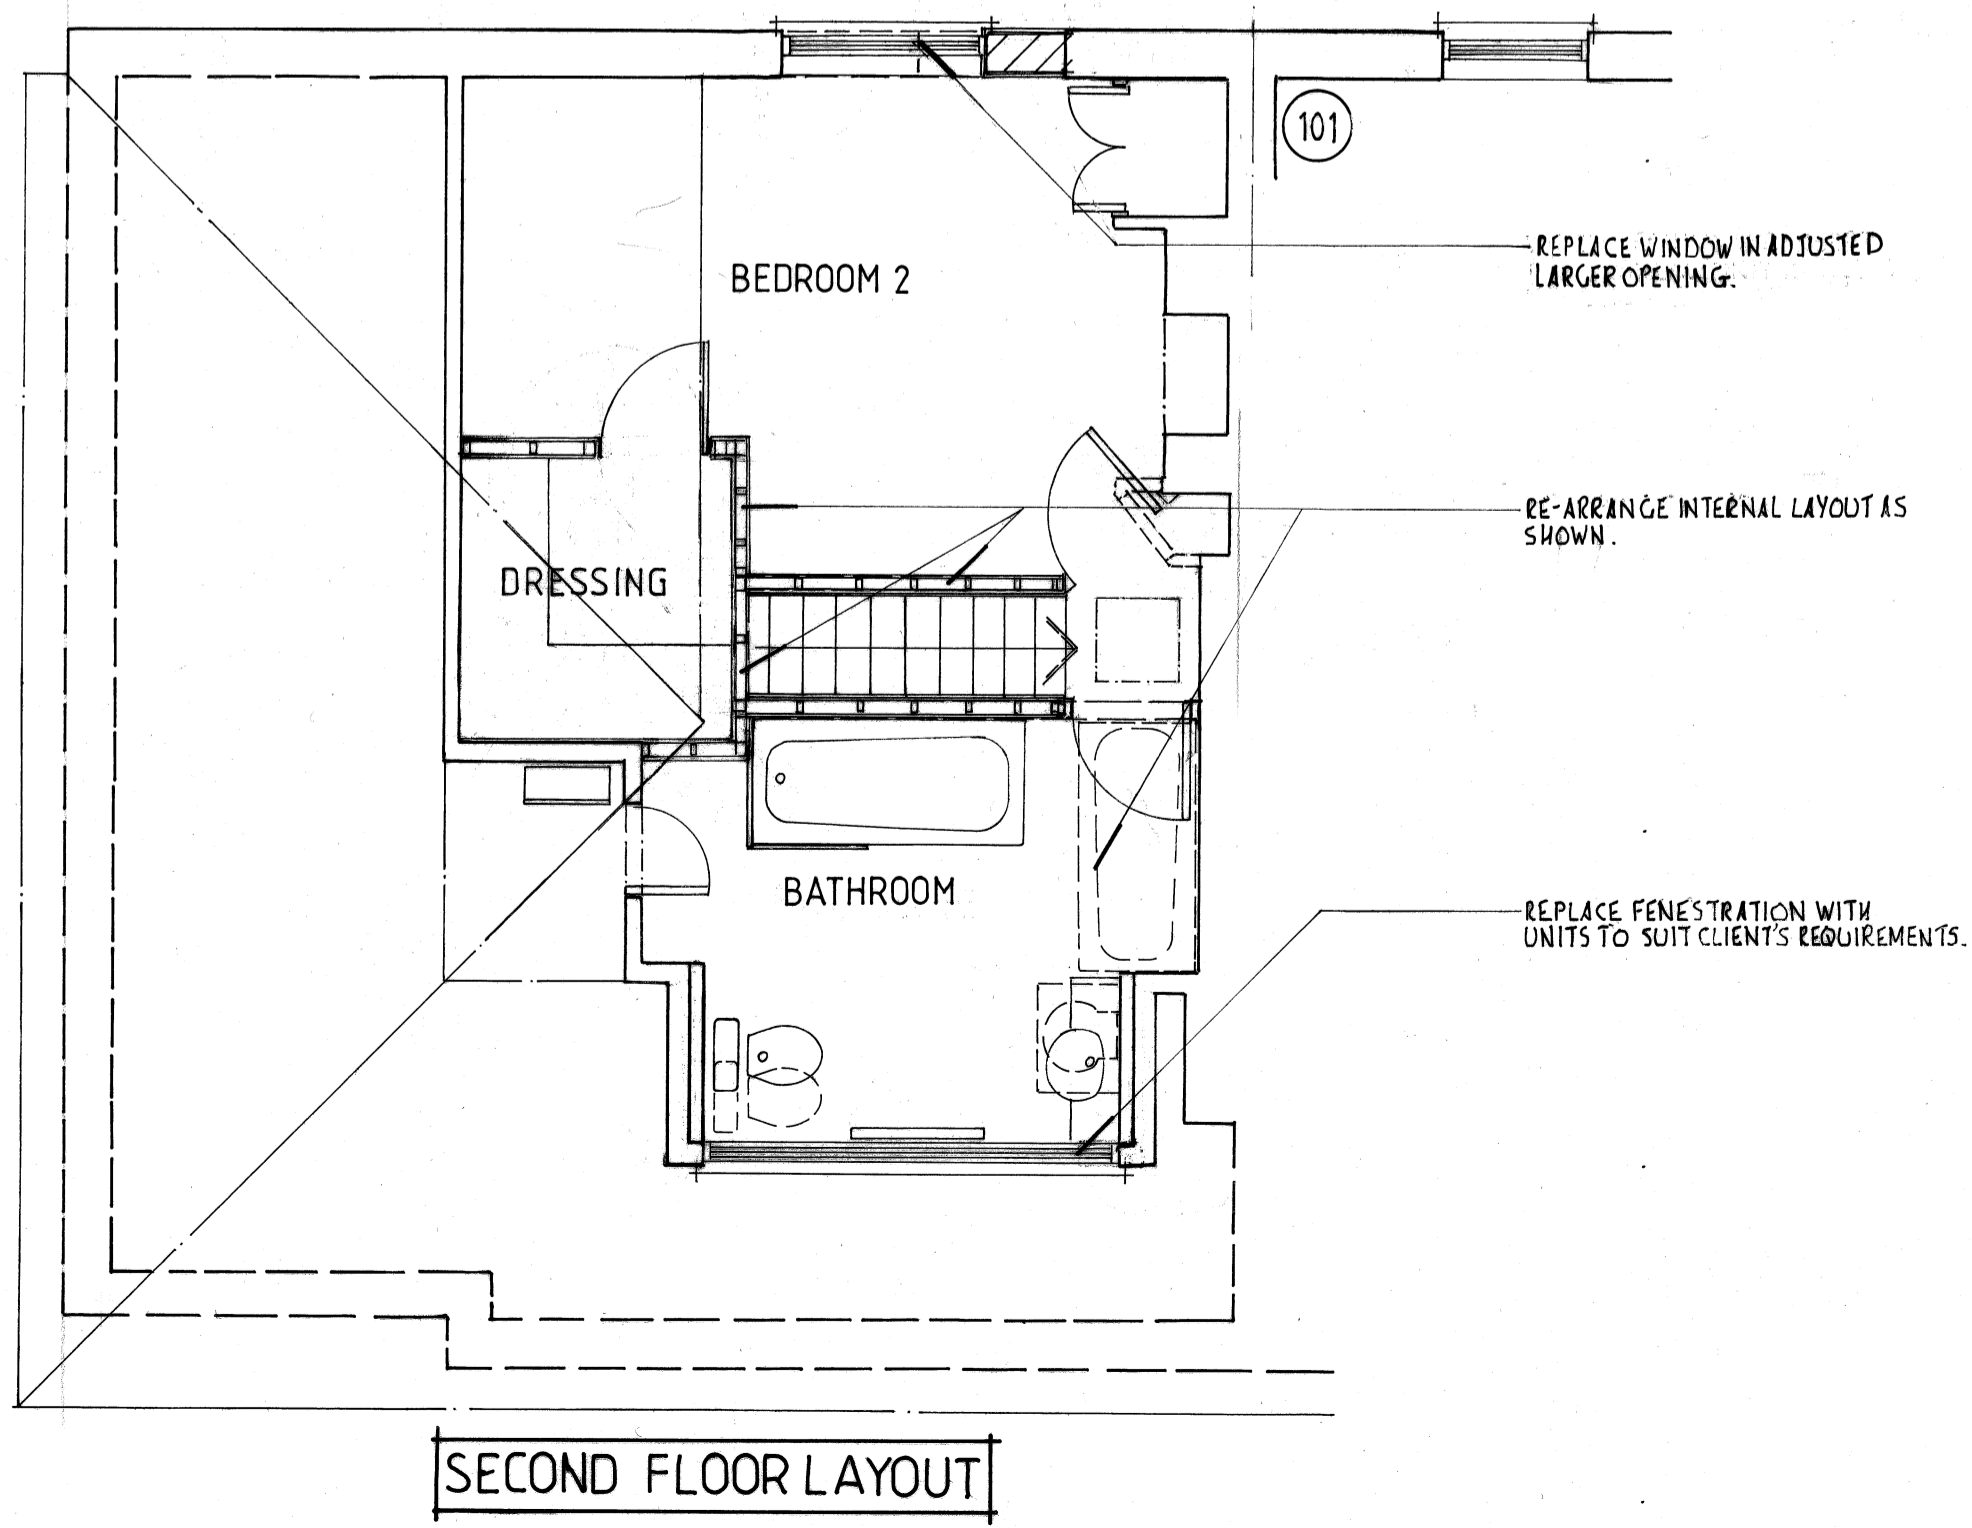 101
REPLACE WINDOW IN ADJUSTED
LARGER OPENING.
BEDROOM 2
RE-ARRANGE INTERNAL LAYOUT AS
SHOWN.
DRESSING
BATHROOM
REPLACE FENESTRATION WITH
UNITS TO SUIT CLIENT'S REQUIREMENTS.
SECOND FLOOR LAYOUT